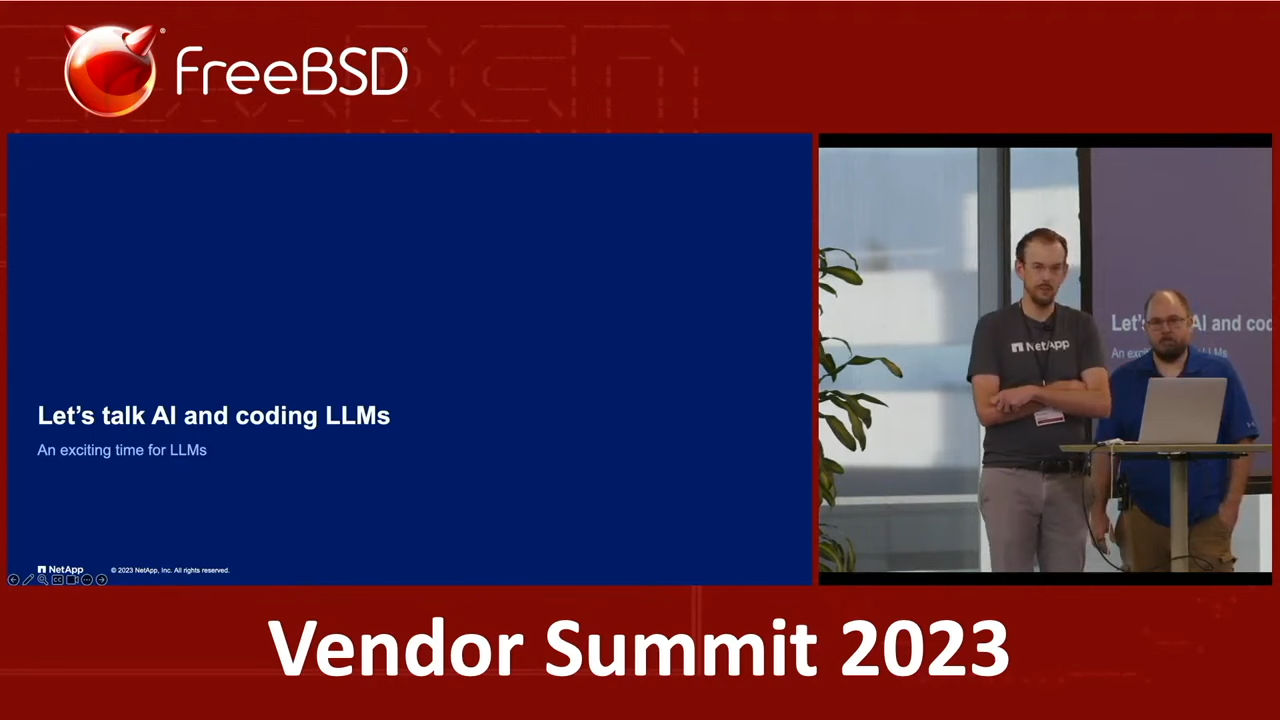 FreeBSD®
Let's talk AI and coding LLMs
An exciting time for LLMs
NetApp
© 2023 NetApp, Inc. All rights reserved.
NetApp
Let's AI and
LLMs
Vendor Summit 2023